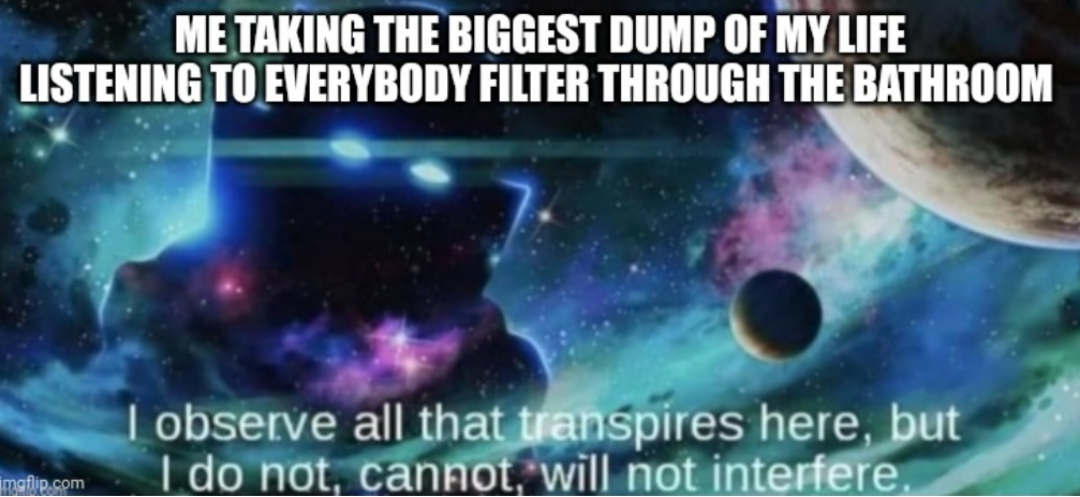 ME TAKING THE BIGGEST DUMP OF MY LIFE
LISTENING TO EVERYBODY FILTER THROUGH THE BATHROOM
I observe all that transpires here, but
I do not, cannot, will not interfere.
imgflip.com